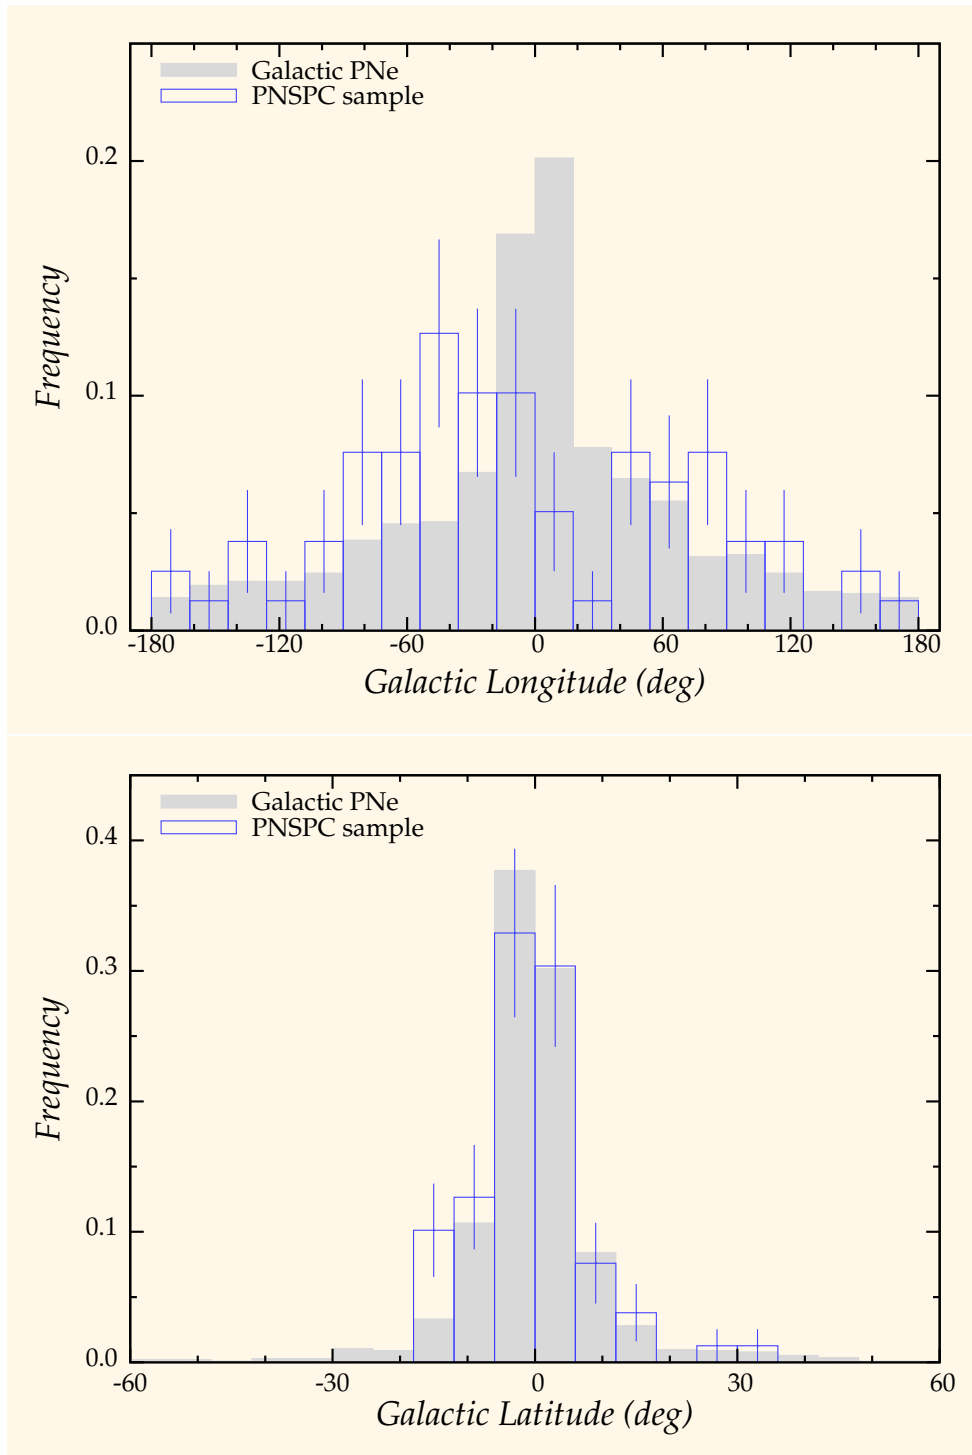 Galactic PNe
PNSPC sample
0.2
0.1
0.0
Frequency
-180 -120 -60 0 60 120 180
Galactic Longitude (deg)
Galactic PNe
PNSPC sample
0.4
0.3
0.2
0.1
0.0
Frequency
-60 -30 0 30 60
Galactic Latitude (deg)